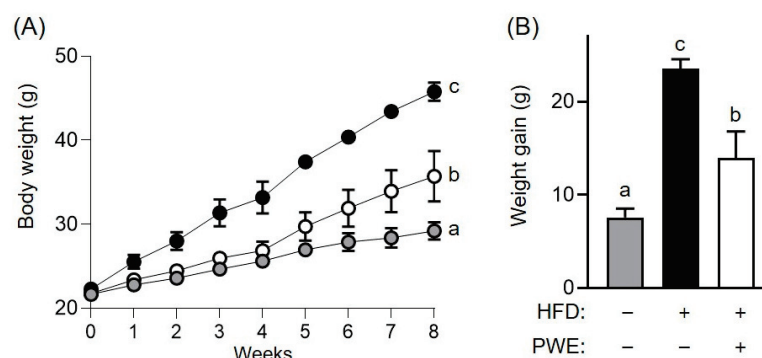 (A)
Body weight (g)
50
40
30
20
c
b
a
0 1 2 3 4 5 6 7 8
Weeks
(B)
Weight gain (g)
20
10
0
a
c
b
HFD: – + +
PWE: – – +